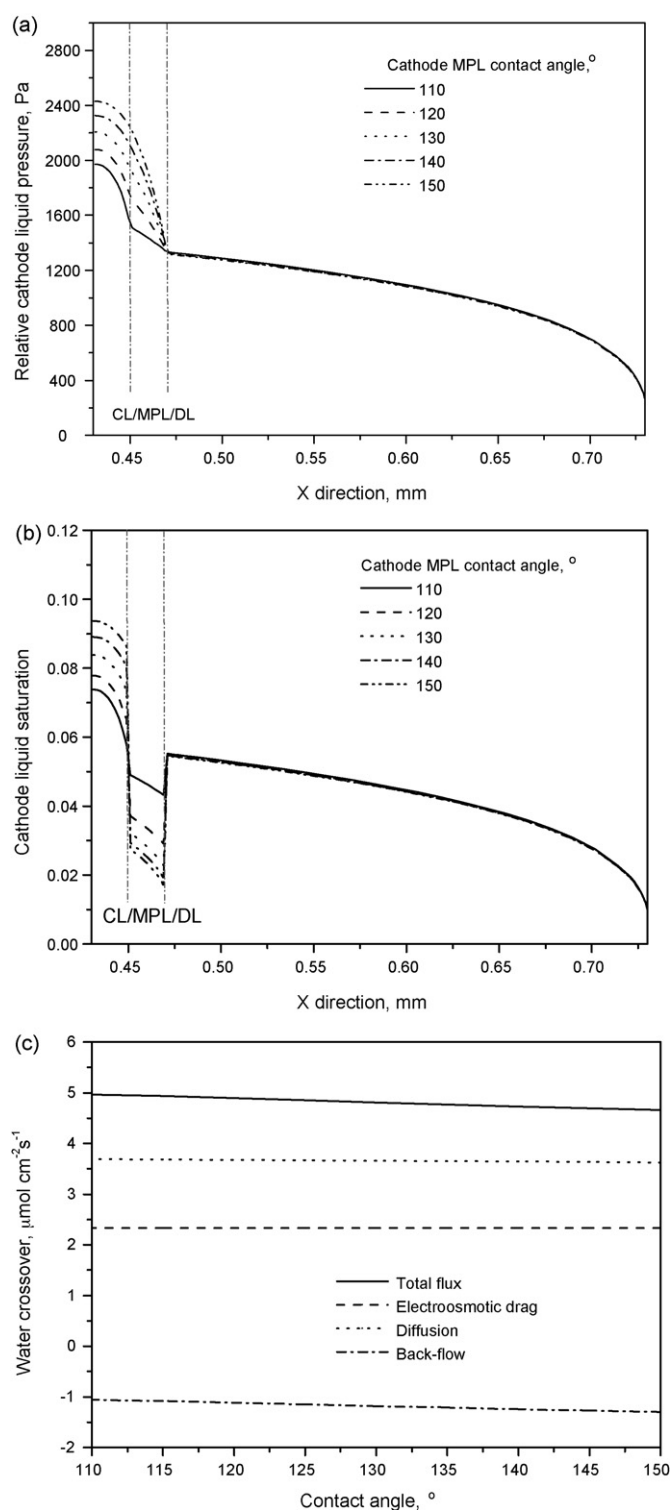 (a)
2800
2400
2000
1600
1200
800
400
0
Relative cathode liquid pressure, Pa
Cathode MPL contact angle,°
110
120
130
140
150
CL/MPL/DL
0.45 0.50 0.55 0.60 0.65 0.70
X direction, mm
(b)
0.12
0.10
0.08
0.06
0.04
0.02
0.00
Cathode liquid saturation
Cathode MPL contact angle, °
110
120
130
140
150
CL/MPL/DL
0.45 0.50 0.55 0.60 0.65 0.70
X direction, mm
(c)
6
5
4
3
2
1
0
-1
-2
Water crossover, μmol cm⁻²s⁻¹
Total flux
Electroosmotic drag
Diffusion
Back-flow
110 115 120 125 130 135 140 145 150
Contact angle, °